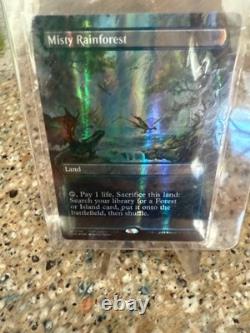 Misty Rainforest
Land
, Pay 1 life, Sacrifice this land:
Search your library for a Forest
or Island card, put it onto the
battlefield, then shuffle.